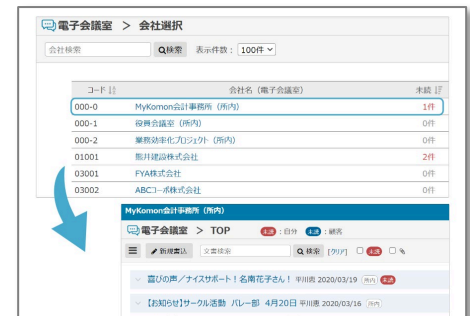 電子会議室 > 会社選択
会社検索 検索 表示件数： 100件
コード 会社名（電子会議室） 未読
000-0 MyKomon会計事務所（所内） 1件
000-1 役員会議室（所内） 0件
000-2 業務効率化プロジェクト（所内） 0件
01001 熊井建設株式会社 2件
03001 FYA株式会社 0件
03002 ABCコーポ株式会社 0件
MyKomon会計事務所（所内）
電子会議室 > TOP 未読：自分 未読：顧客
新規書込 文書検索 検索 [クリア] 未読
喜びの声／ナイスサポート！名南花子さん！ 平川恵 2020/03/19 所内 未読
【お知らせ】サークル活動 バレー部 4月20日 平川恵 2020/03/16 所内